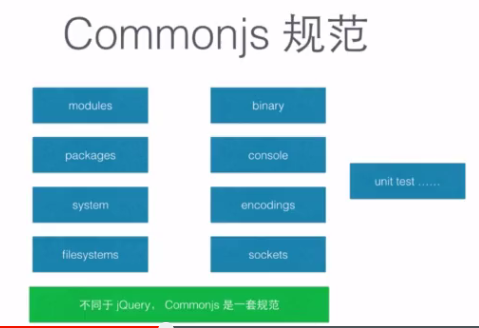 Commonjs 规范
modules
binary
packages
console
unit test ……
system
encodings
filesystems
sockets
不同于 jQuery， Commonjs 是一套规范